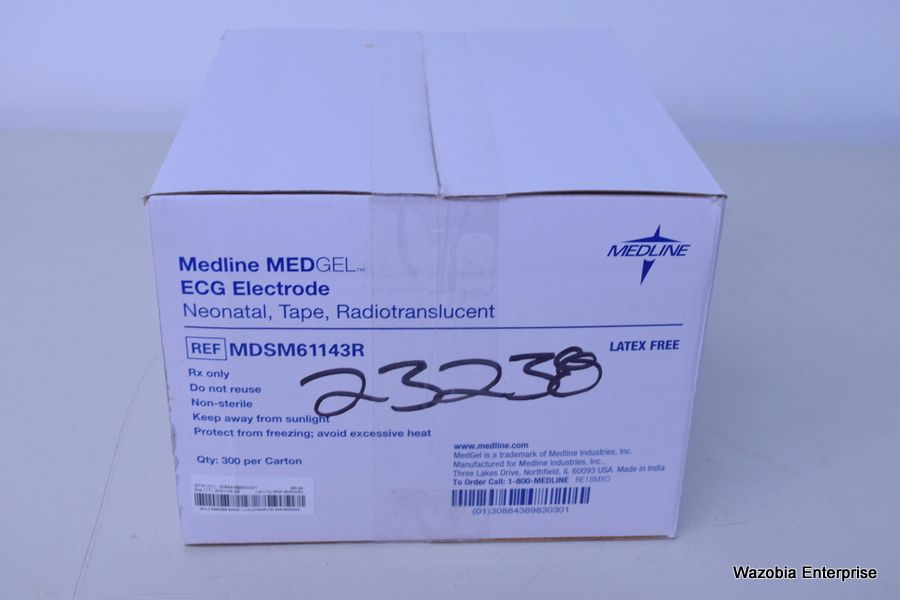 MEDLINE
Medline MEDGEL™
ECG Electrode
Neonatal, Tape, Radiotranslucent
REF MDSM61143R
LATEX FREE
Rx only
Do not reuse
Non-sterile
Keep away from sunlight
Protect from freezing; avoid excessive heat
23238
Qty: 300 per Carton
www.medline.com
MedGel is a trademark of Medline Industries, Inc.
Manufactured for Medline Industries, Inc.,
Three Lakes Drive, Northfield, IL 60093 USA. Made in India
To Order Call: 1-800-MEDLINE RE18MXD
(01)30884389830301
Wazobia Enterprise